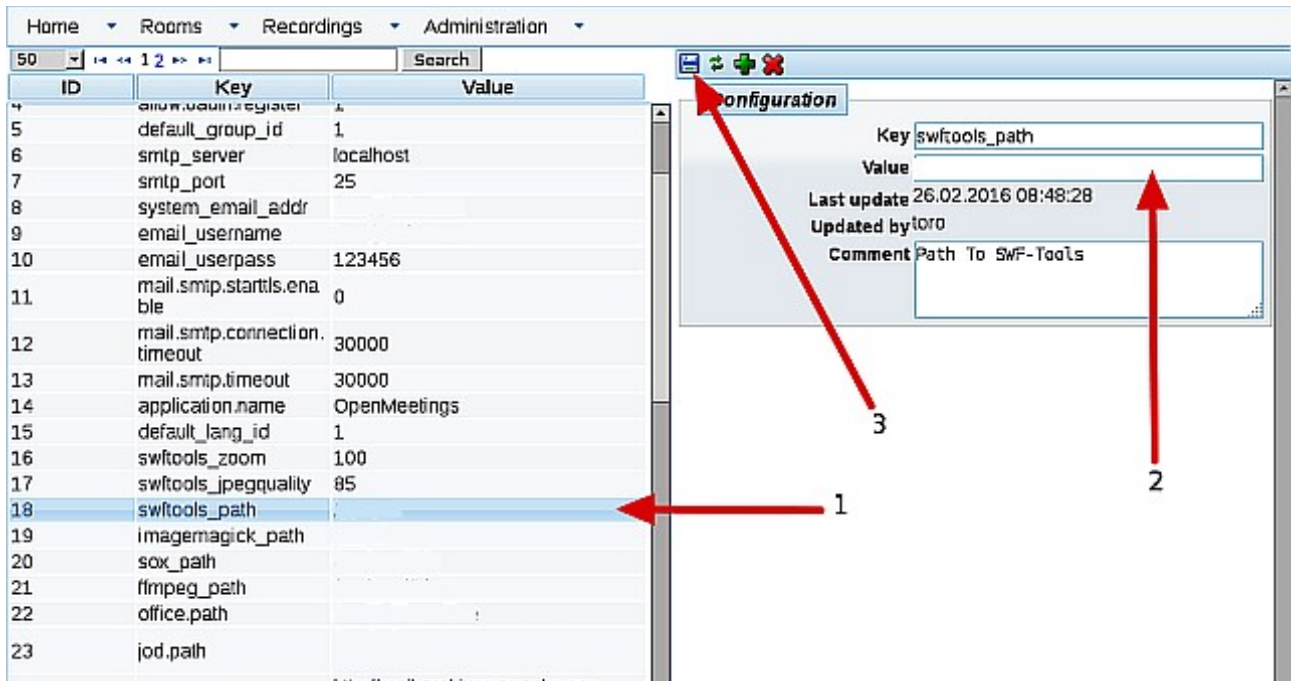 Home Rooms Recordings Administration
50 1 2 Search
ID Key Value
4 1
5 default_group_id 1
6 smtp_server localhost
7 smtp_port 25
8 system_email_addr
9 email_username
10 email_userpass 123456
11 mail.smtp.starttls.ena 0
ble
12 mail.smtp.connection. 30000
timeout
13 mail.smtp.timeout 30000
14 application.name OpenMeetings
15 default_lang_id 1
16 swftools_zoom 100
17 swftools_jpegquality 85
18 swftools_path
19 imagemagick_path
20 sox_path
21 ffmpeg_path
22 office.path
23 jod.path
Configuration
Key swftools_path
Value
Last update 26.02.2016 08:48:28
Updated by toro
Comment Path To SWF-Tools
3
2
1